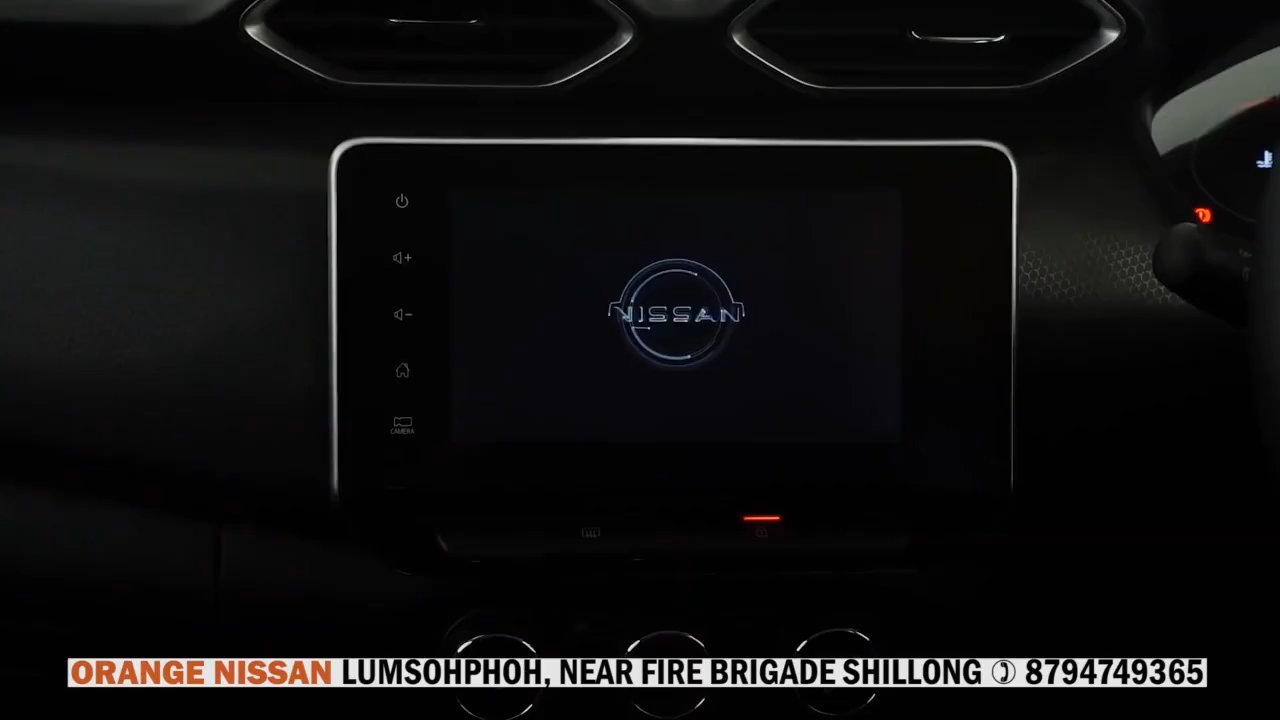 NISSAN
CAMERA
ORANGE NISSAN LUMSOHPHOH, NEAR FIRE BRIGADE SHILLONG ✆ 8794749365